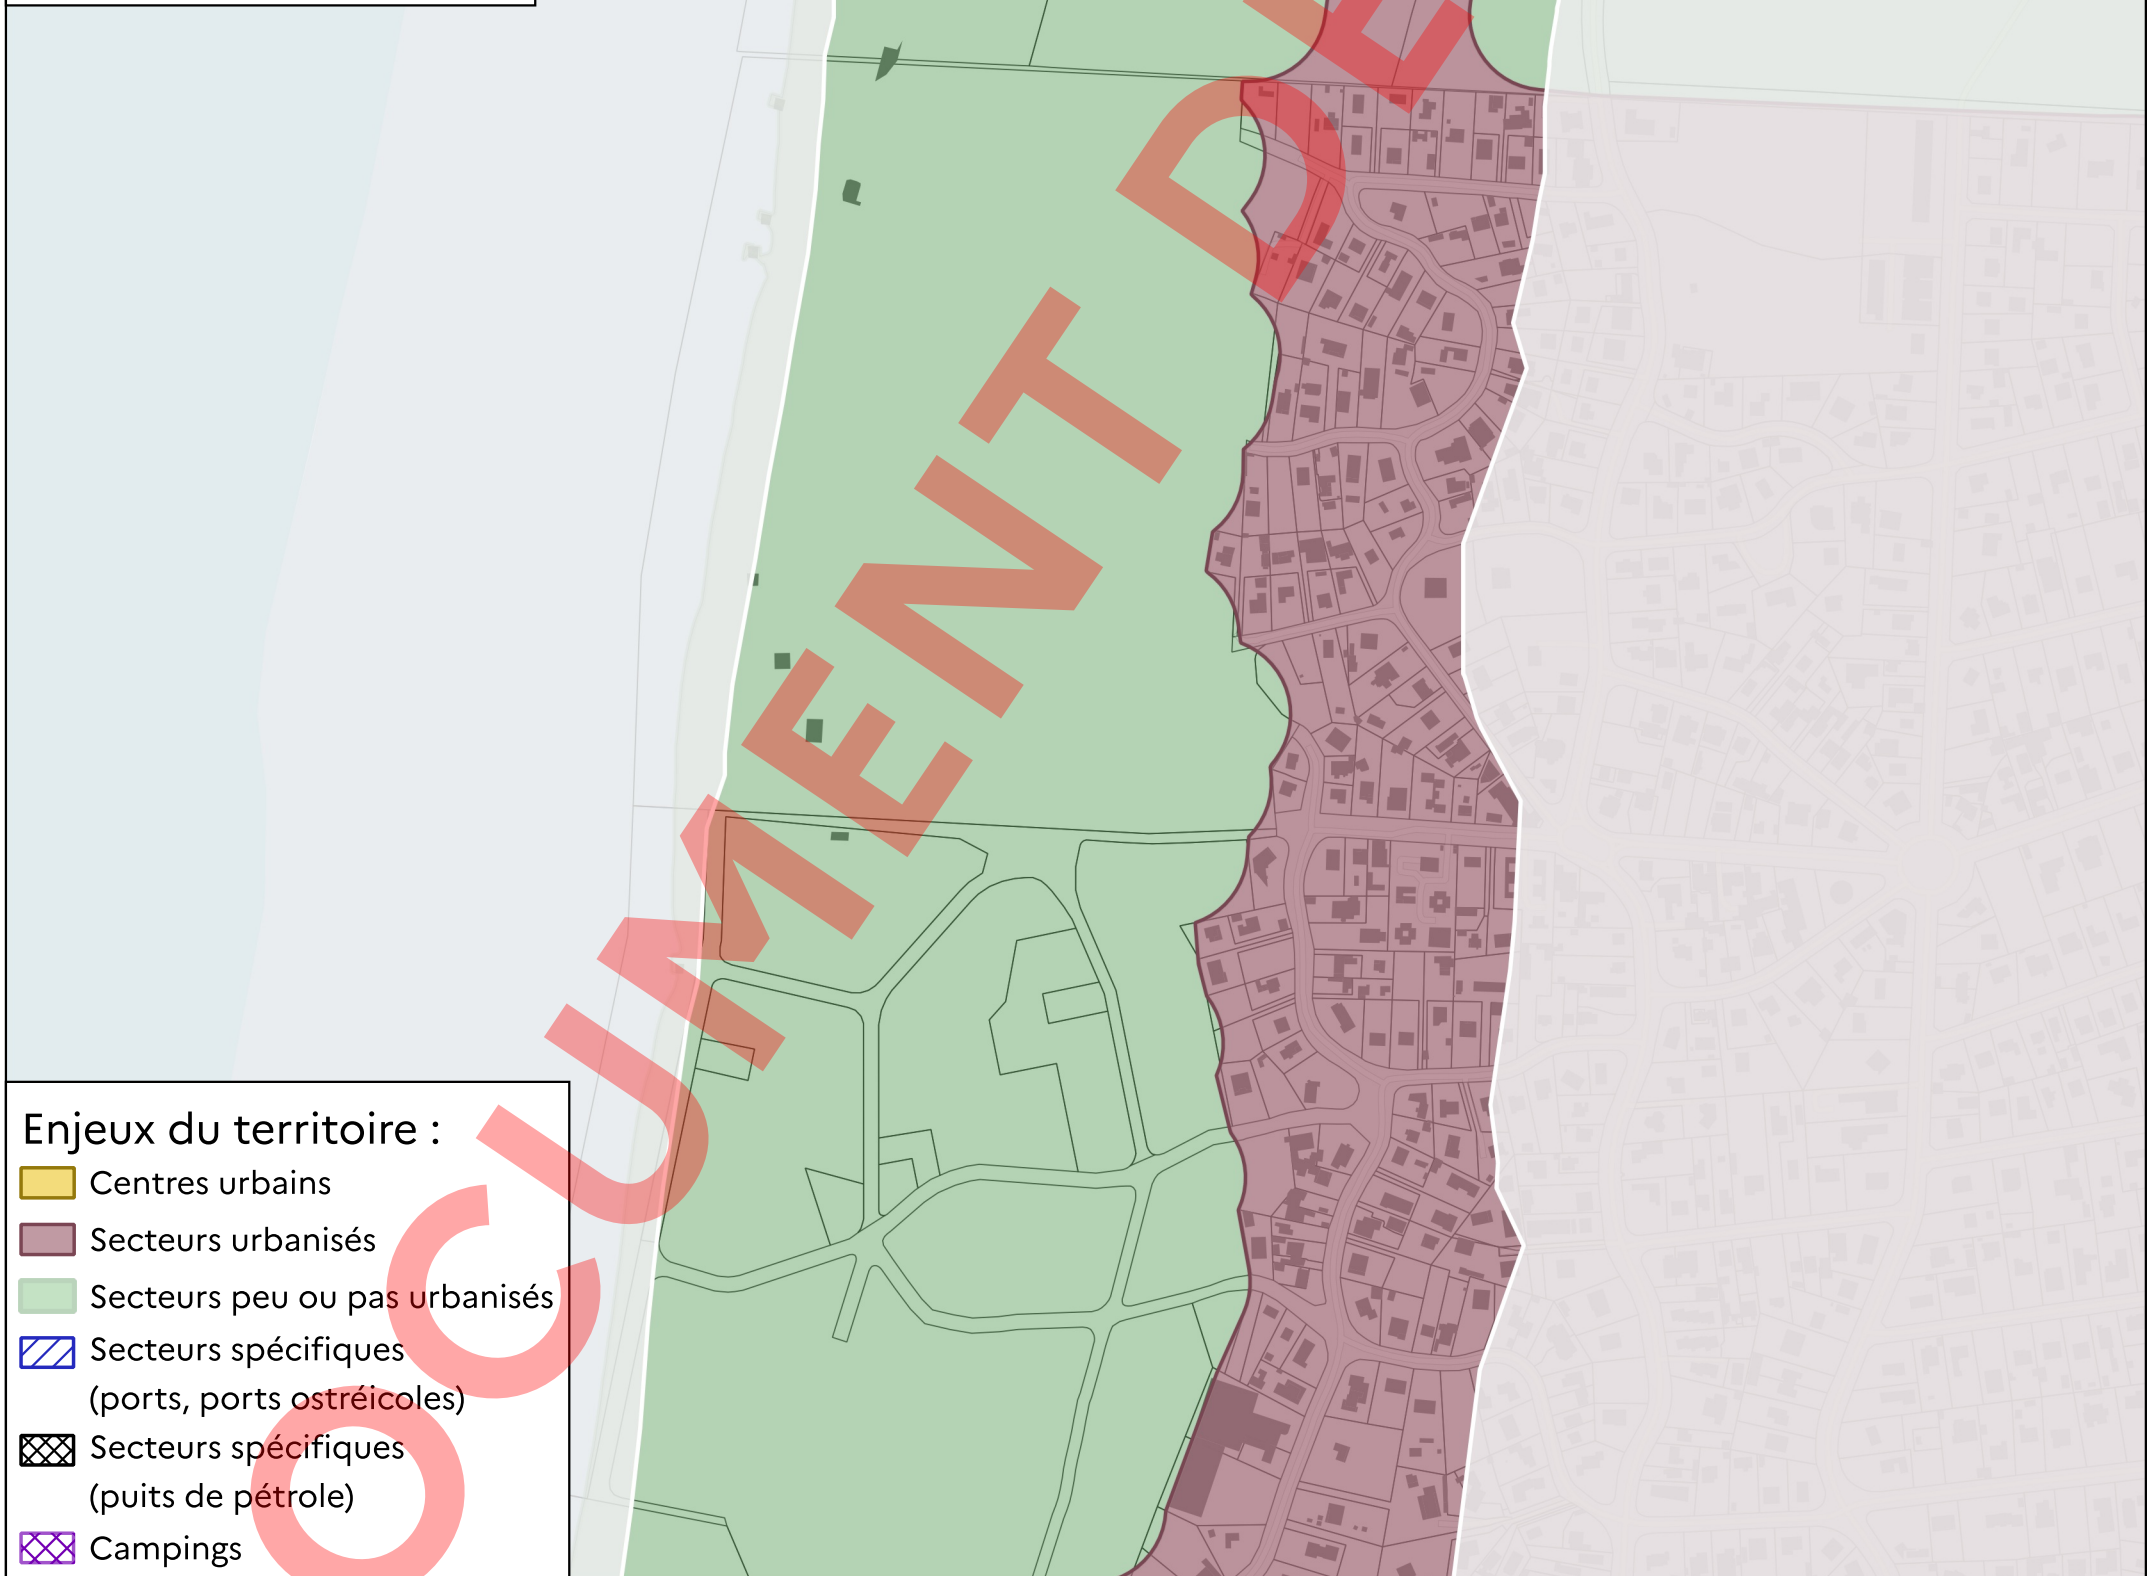 Enjeux du territoire :
Centres urbains
Secteurs urbanisés
Secteurs peu ou pas urbanisés
Secteurs spécifiques
(ports, ports ostréicoles)
Secteurs spécifiques
(puits de pétrole)
Campings
OCUMENT DE